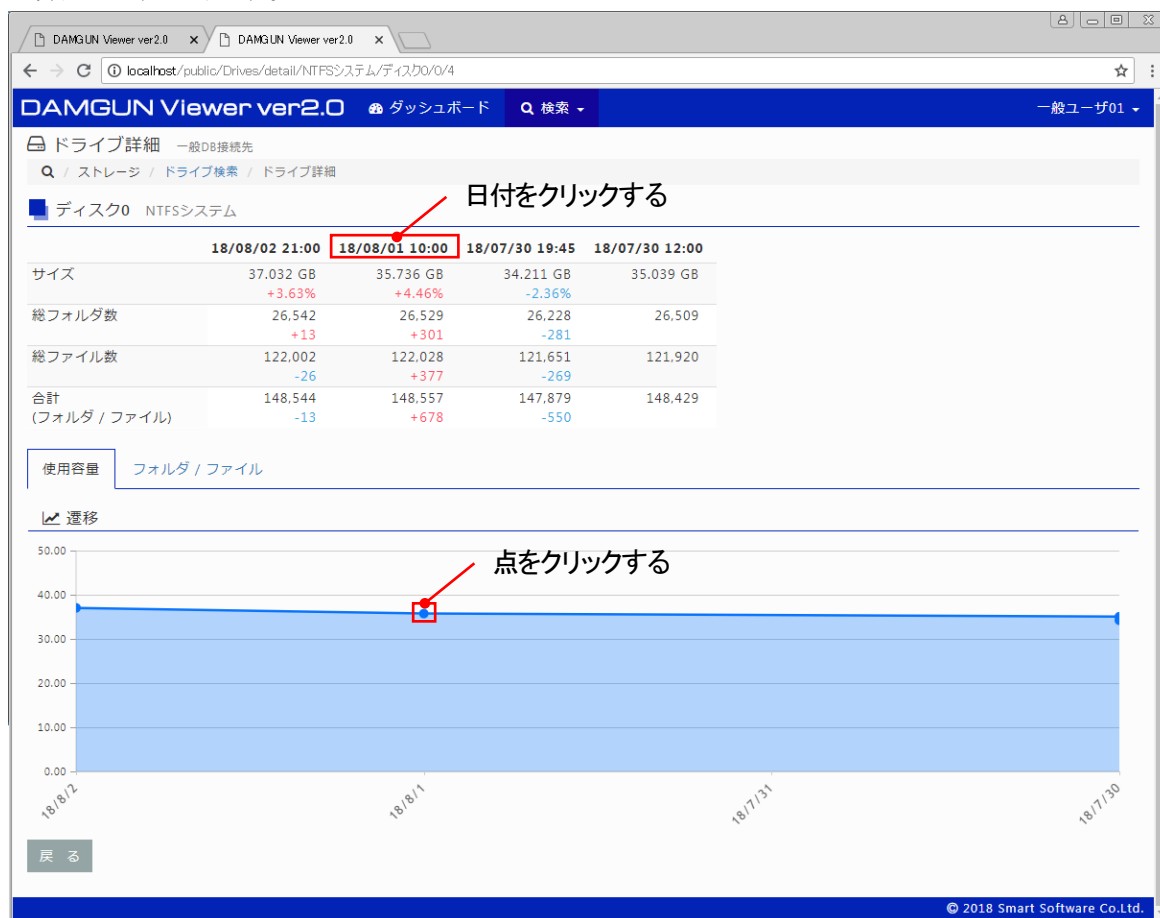 DAMGUN Viewer ver2.0
DAMGUN Viewer ver2.0
localhost/public/Drives/detail/NTFSシステム/ディスク0/0/4
DAMGUN Viewer ver2.0 ダッシュボード 検索 一般ユーザ01
ドライブ詳細 一般DB接続先
/ ストレージ / ドライブ検索 / ドライブ詳細
日付をクリックする
ディスク0 NTFSシステム
18/08/02 21:00 18/08/01 10:00 18/07/30 19:45 18/07/30 12:00
サイズ 37.032 GB 35.736 GB 34.211 GB 35.039 GB
+3.63% +4.46% -2.36%
総フォルダ数 26,542 26,529 26,228 26,509
+13 +301 -281
総ファイル数 122,002 122,028 121,651 121,920
-26 +377 -269
合計 148,544 148,557 147,879 148,429
(フォルダ / ファイル) -13 +678 -550
使用容量 フォルダ / ファイル
遷移
点をクリックする
50.00
40.00
30.00
20.00
10.00
0.00
18/8/2 18/8/1 18/7/31 18/7/30
戻 る
© 2018 Smart Software Co.Ltd.